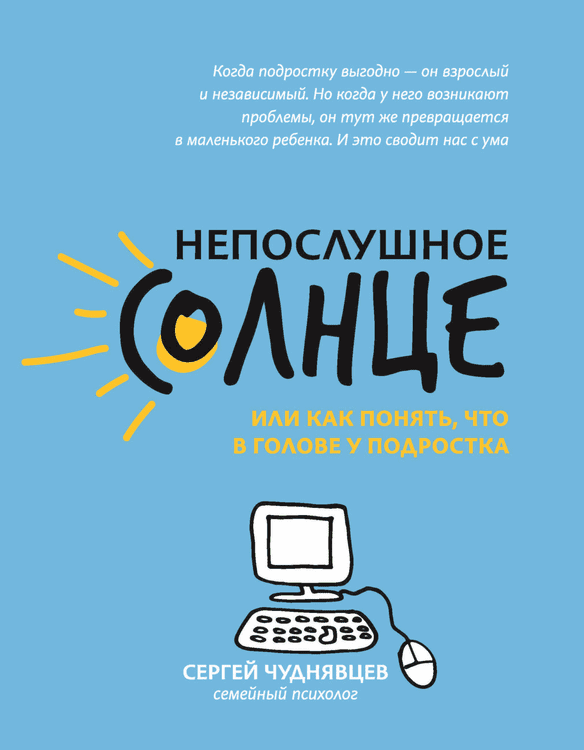 Когда подростку выгодно — он взрослый
и независимый. Но когда у него возникают
проблемы, он тут же превращается
в маленького ребенка. И это сводит нас с ума
НЕПОСЛУШНОЕ
СОЛНЦЕ
ИЛИ КАК ПОНЯТЬ, ЧТО
В ГОЛОВЕ У ПОДРОСТКА
СЕРГЕЙ ЧУДНЯВЦЕВ
семейный психолог